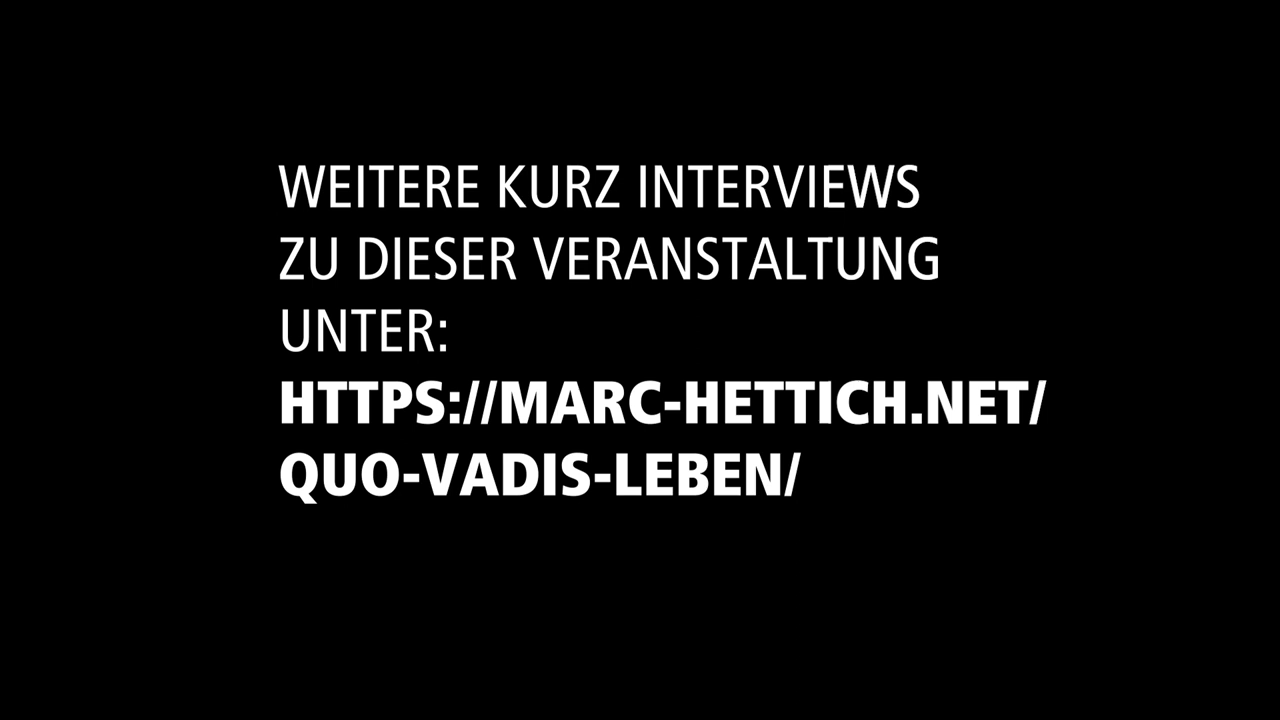 WEITERE KURZ INTERVIEWS
ZU DIESER VERANSTALTUNG
UNTER:
HTTPS://MARC-HETTICH.NET/
QUO-VADIS-LEBEN/